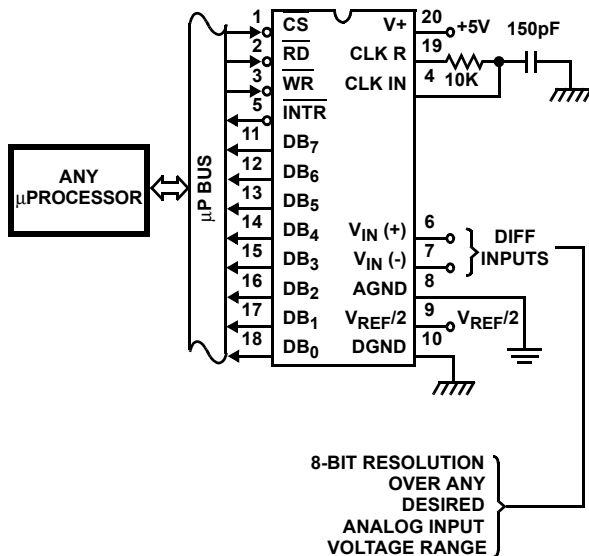 1 CS V+ 20 +5V
2 RD CLK R 19 10K 150pF
3 WR CLK IN 4
5 INTR
11 DB7
12 DB6
13 DB5
14 DB4 VIN (+) 6
15 DB3 VIN (-) 7
DIFF
INPUTS
16 DB2 AGND 8
17 DB1 VREF/2 9 VREF/2
18 DB0 DGND 10
ANY
µPROCESSOR
µP BUS
8-BIT RESOLUTION
OVER ANY
DESIRED
ANALOG INPUT
VOLTAGE RANGE